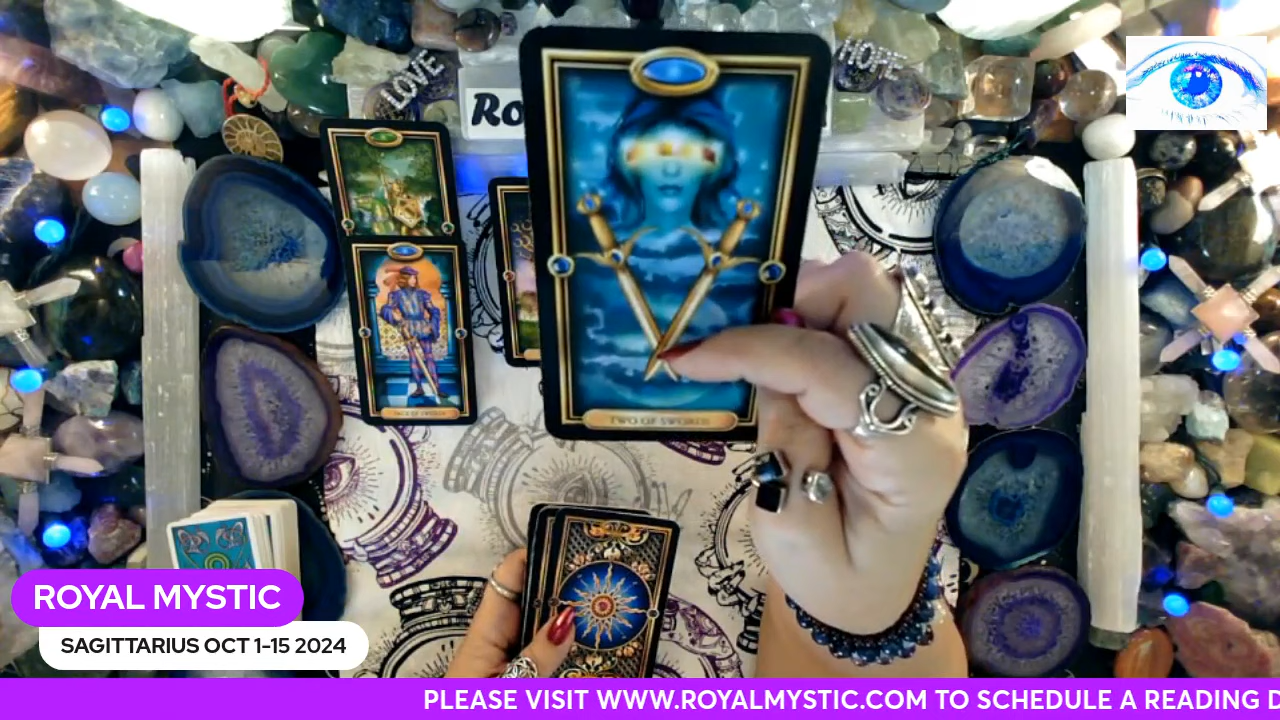 LOVE
HOPE
Ro
TWO OF SWORDS
ROYAL MYSTIC
SAGITTARIUS OCT 1-15 2024
PLEASE VISIT WWW.ROYALMYSTIC.COM TO SCHEDULE A READING D